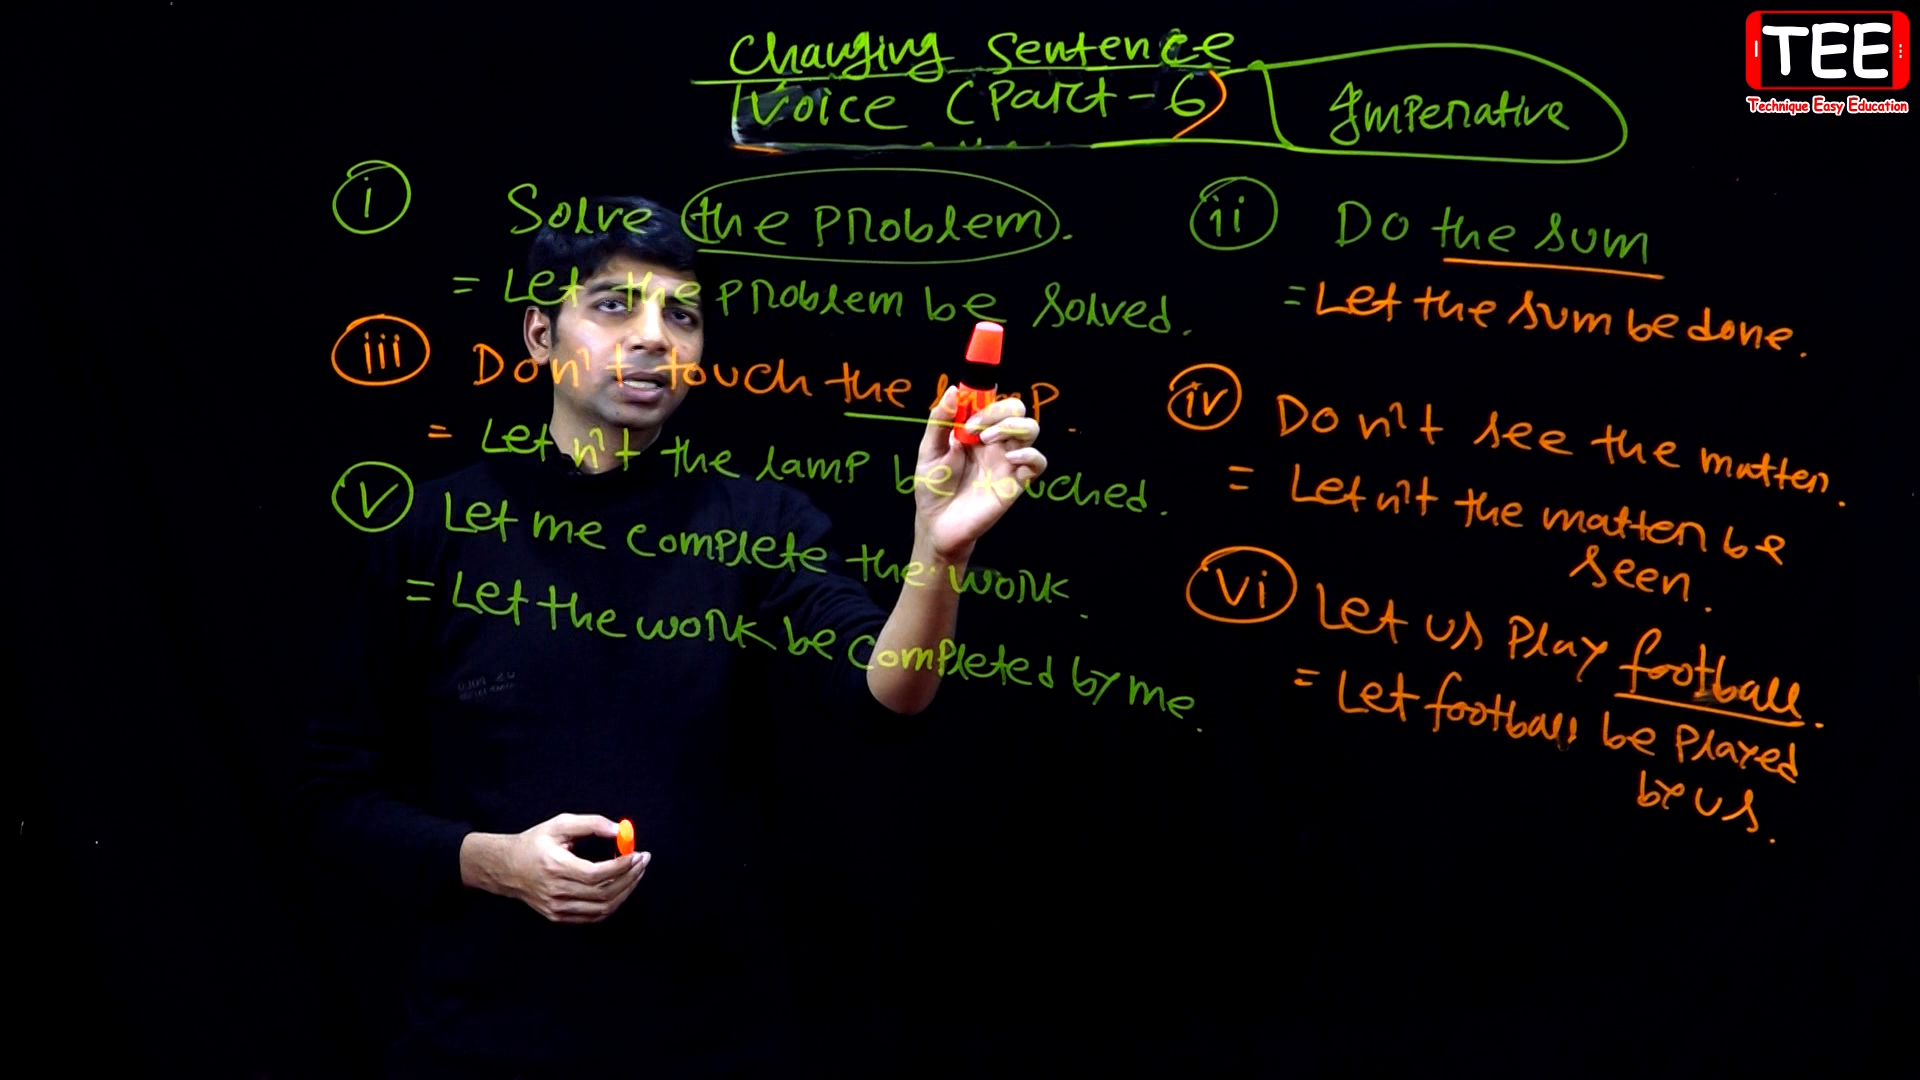 Changing Sentence
Voice (Part-6)
Imperative
TEE
Technique Easy Education
i Solve the problem.
= Let the problem be solved.
ii Do the sum
= Let the sum be done.
iii Don't touch the lamp.
= Let n't the lamp be touched.
iv Don't see the matter.
= Let n't the matter be
seen.
v Let me complete the work.
= Let the work be completed by me.
vi Let us play football.
= Let football be played
by us.